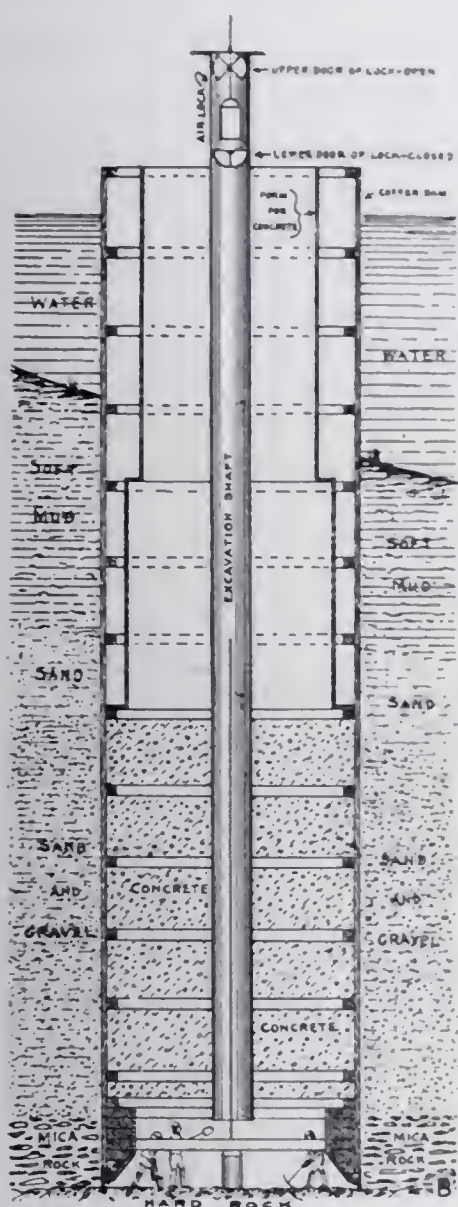 UPPER DOOR OF LOCK-OPEN
AIR LOCK
LOWER DOOR OF LOCK-CLOSED
COFFER DAM
FORM
FOR
CONCRETE
WATER
WATER
SOFT
MUD
EXCAVATION SHAFT
SOFT
MUD
SAND
SAND
SAND
AND
GRAVEL
CONCRETE
SAND
AND
GRAVEL
CONCRETE
MICA
ROCK
MICA
ROCK
B
HARD ROCK